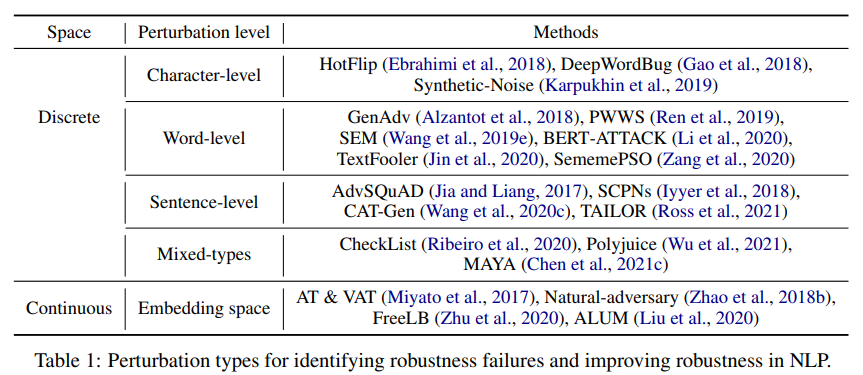 Space Perturbation level Methods
Character-level HotFlip (Ebrahimi et al., 2018), DeepWordBug (Gao et al., 2018),
Synthetic-Noise (Karpukhin et al., 2019)
Discrete
Word-level GenAdv (Alzantot et al., 2018), PWWS (Ren et al., 2019),
SEM (Wang et al., 2019e), BERT-ATTACK (Li et al., 2020),
TextFooler (Jin et al., 2020), SememePSO (Zang et al., 2020)
Sentence-level AdvSQuAD (Jia and Liang, 2017), SCPNs (Iyyer et al., 2018),
CAT-Gen (Wang et al., 2020c), TAILOR (Ross et al., 2021)
Mixed-types CheckList (Ribeiro et al., 2020), Polyjuice (Wu et al., 2021),
MAYA (Chen et al., 2021c)
Continuous Embedding space AT & VAT (Miyato et al., 2017), Natural-adversary (Zhao et al., 2018b),
FreeLB (Zhu et al., 2020), ALUM (Liu et al., 2020)
Table 1: Perturbation types for identifying robustness failures and improving robustness in NLP.